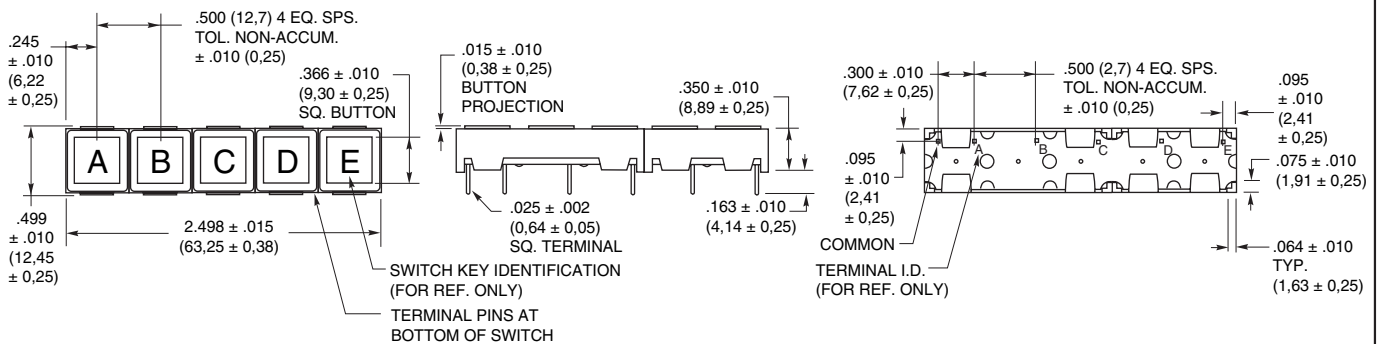 .500 (12,7) 4 EQ. SPS.
TOL. NON-ACCUM.
± .010 (0,25)
.245
± .010
(6,22
± 0,25)
.366 ± .010
(9,30 ± 0,25)
SQ. BUTTON
A B C D E
.499
± .010
(12,45
± 0,25)
2.498 ± .015
(63,25 ± 0,38)
SWITCH KEY IDENTIFICATION
(FOR REF. ONLY)
TERMINAL PINS AT
BOTTOM OF SWITCH
.015 ± .010
(0,38 ± 0,25)
BUTTON
PROJECTION
.350 ± .010
(8,89 ± 0,25)
.025 ± .002
(0,64 ± 0,05)
SQ. TERMINAL
.163 ± .010
(4,14 ± 0,25)
.300 ± .010
(7,62 ± 0,25)
.500 (2,7) 4 EQ. SPS.
TOL. NON-ACCUM.
± .010 (0,25)
.095
± .010
(2,41
± 0,25)
A B C D E
.095
± .010
(2,41
± 0,25)
.075 ± .010
(1,91 ± 0,25)
COMMON
TERMINAL I.D.
(FOR REF. ONLY)
.064 ± .010
TYP.
(1,63 ± 0,25)